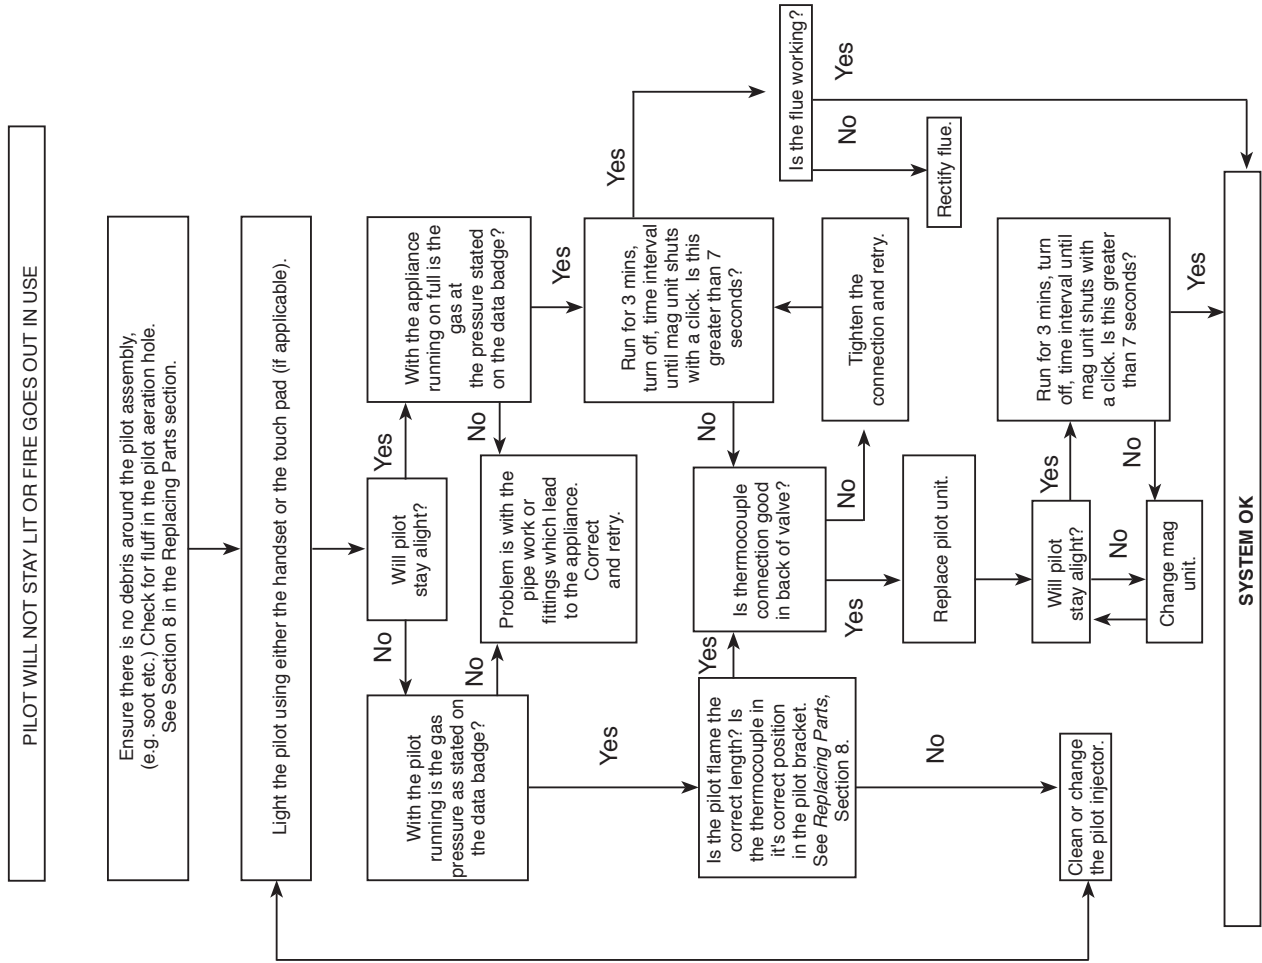 PILOT WILL NOT STAY LIT OR FIRE GOES OUT IN USE
Ensure there is no debris around the pilot assembly,
(e.g. soot etc.) Check for fluff in the pilot aeration hole.
See Section 8 in the Replacing Parts section.
Light the pilot using either the handset or the touch pad (if applicable).
Will pilot
stay alight?
No
Yes
With the pilot
running is the gas
pressure as stated on
the data badge?
With the appliance
running on full is the
gas at
the pressure stated
on the data badge?
No
No
Problem is with the
pipe work or
fittings which lead
to the appliance.
Correct
and retry.
Yes
Yes
Is the pilot flame the
correct length? Is
the thermocouple in
it's correct position
in the pilot bracket.
See Replacing Parts,
Section 8.
Yes
Is thermocouple
connection good
in back of valve?
No
Run for 3 mins,
turn off, time interval
until mag unit shuts
with a click. Is this
greater than 7
seconds?
Yes
Is the flue working?
No
Yes
Rectify flue.
No
Tighten the
connection and retry.
Yes
Replace pilot unit.
No
Clean or change
the pilot injector.
Will pilot
stay alight?
Yes
No
Run for 3 mins, turn
off, time interval until
mag unit shuts with
a click. Is this greater
than 7 seconds?
No
Change mag
unit.
Yes
SYSTEM OK